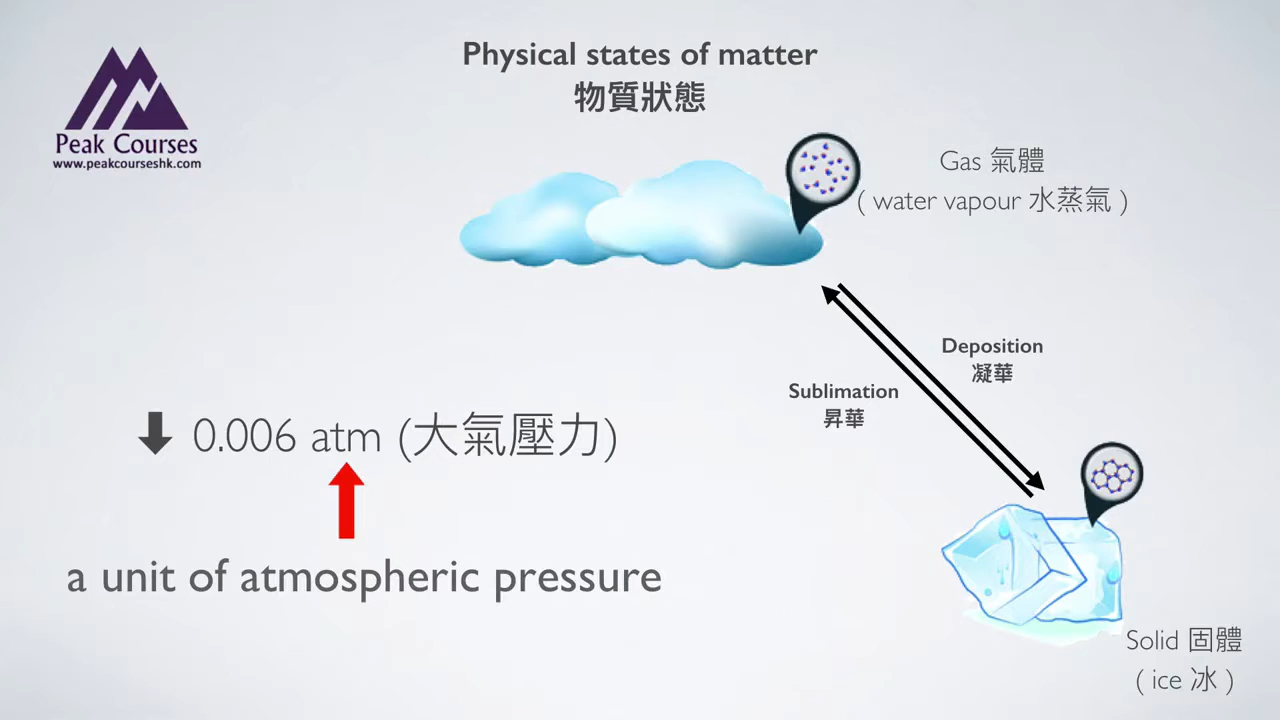 Physical states of matter
物質狀態
Peak Courses
www.peakcourseshk.com
Gas 氣體
( water vapour 水蒸氣 )
Deposition
凝華
Sublimation
昇華
0.006 atm (大氣壓力)
a unit of atmospheric pressure
Solid 固體
( ice 冰 )